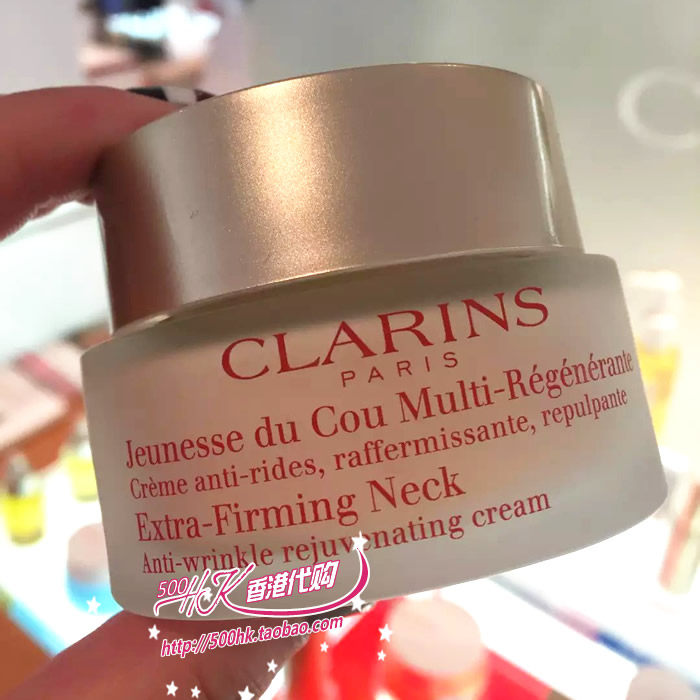 CLARINS
PARIS
Jeunesse du Cou Multi-Régénérante
Crème anti-rides, raffermissante, repulpante
Extra-Firming Neck
Anti-wrinkle rejuvenating cream
500HK 香港代购
http://500hk.taobao.com